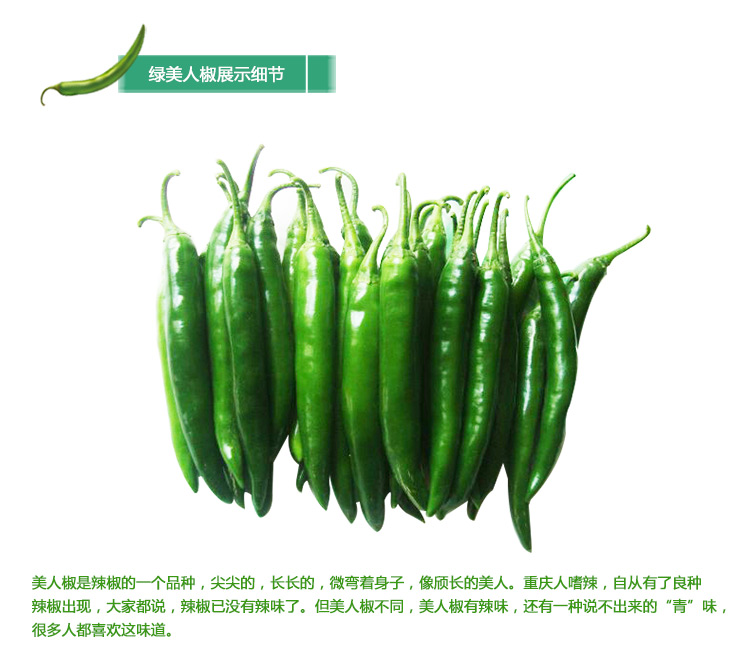 绿美人椒展示细节
美人椒是辣椒的一个品种，尖尖的，长长的，微弯着身子，像颀长的美人。重庆人嗜辣，自从有了良种
辣椒出现，大家都说，辣椒已没有辣味了。但美人椒不同，美人椒有辣味，还有一种说不出来的“青”味，
很多人都喜欢这味道。